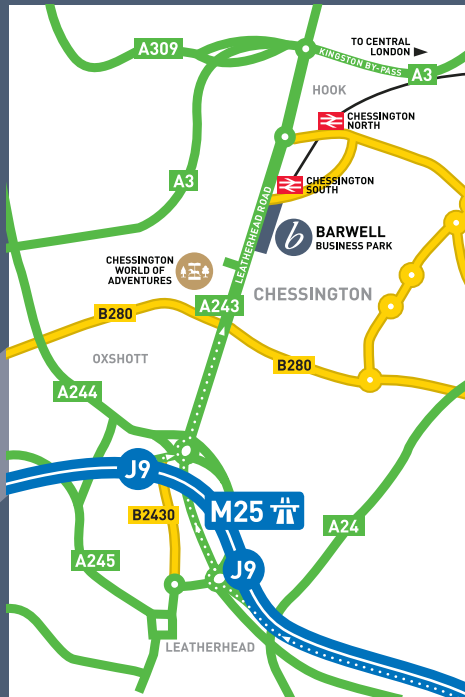 A309
TO CENTRAL
LONDON
KINGSTON BY-PASS
A3
HOOK
CHESSINGTON
NORTH
A3
CHESSINGTON
SOUTH
LEATHERHEAD ROAD
b
BARWELL
BUSINESS PARK
CHESSINGTON
WORLD OF
ADVENTURES
CHESSINGTON
A243
B280
OXSHOTT
B280
A244
J9
M25
B2430
A24
A245
J9
LEATHERHEAD